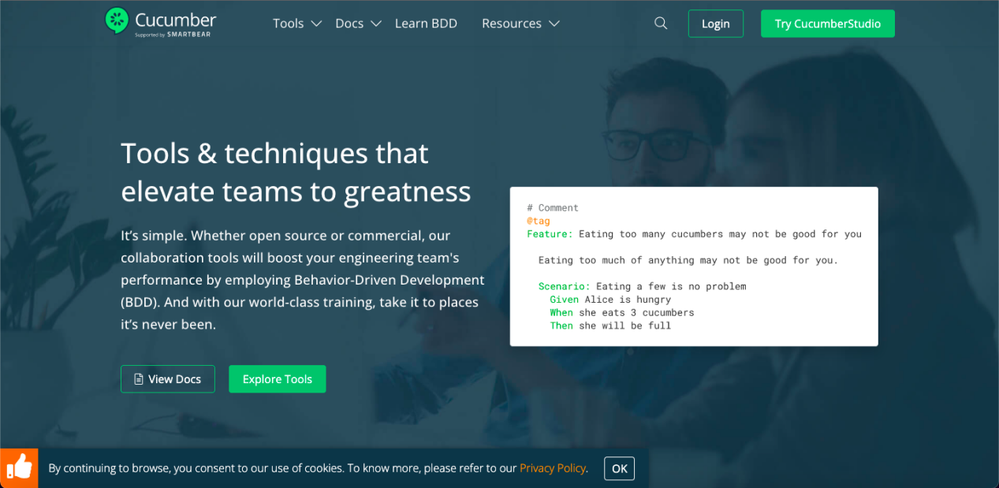 Cucumber
Supported by SMARTBEAR
Tools
Docs
Learn BDD
Resources
Login
Try CucumberStudio
Tools & techniques that
elevate teams to greatness
It’s simple. Whether open source or commercial, our
collaboration tools will boost your engineering team's
performance by employing Behavior-Driven Development
(BDD). And with our world-class training, take it to places
it’s never been.
View Docs
Explore Tools
# Comment
@tag
Feature: Eating too many cucumbers may not be good for you
Eating too much of anything may not be good for you.
Scenario: Eating a few is no problem
Given Alice is hungry
When she eats 3 cucumbers
Then she will be full
By continuing to browse, you consent to our use of cookies. To know more, please refer to our Privacy Policy.
OK